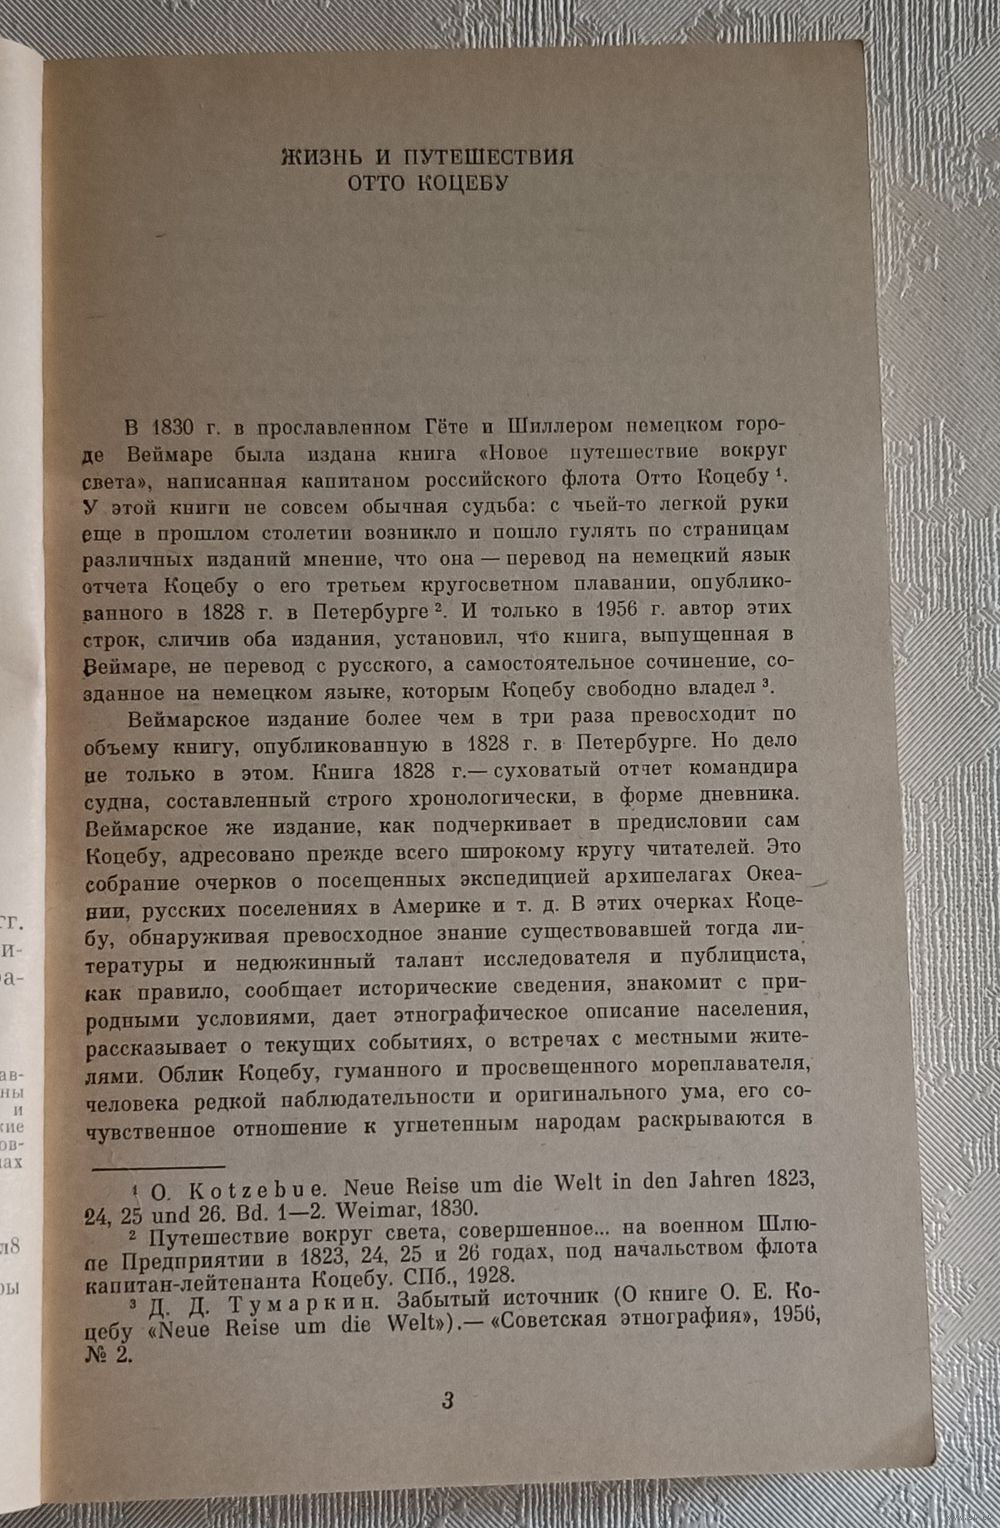 ЖИЗНЬ И ПУТЕШЕСТВИЯ
ОТТО КОЦЕБУ
В 1830 г. в прославленном Гёте и Шиллером немецком горо-
де Веймаре была издана книга «Новое путешествие вокруг
света», написанная капитаном российского флота Отто Коцебу ¹.
У этой книги не совсем обычная судьба: с чьей-то легкой руки
еще в прошлом столетии возникло и пошло гулять по страницам
различных изданий мнение, что она — перевод на немецкий язык
отчета Коцебу о его третьем кругосветном плавании, опублико-
ванного в 1828 г. в Петербурге ². И только в 1956 г. автор этих
строк, сличив оба издания, установил, что книга, выпущенная в
Веймаре, не перевод с русского, а самостоятельное сочинение, со-
зданное на немецком языке, которым Коцебу свободно владел ³.
Веймарское издание более чем в три раза превосходит по
объему книгу, опубликованную в 1828 г. в Петербурге. Но дело
не только в этом. Книга 1828 г.— суховатый отчет командира
судна, составленный строго хронологически, в форме дневника.
Веймарское же издание, как подчеркивает в предисловии сам
Коцебу, адресовано прежде всего широкому кругу читателей. Это
собрание очерков о посещенных экспедицией архипелагах Океа-
нии, русских поселениях в Америке и т. д. В этих очерках Коце-
бу, обнаруживая превосходное знание существовавшей тогда ли-
тературы и недюжинный талант исследователя и публициста,
как правило, сообщает исторические сведения, знакомит с при-
родными условиями, дает этнографическое описание населения,
рассказывает о текущих событиях, о встречах с местными жите-
лями. Облик Коцебу, гуманного и просвещенного мореплавателя,
человека редкой наблюдательности и оригинального ума, его со-
чувственное отношение к угнетенным народам раскрываются в
¹ O. Kotzebue. Neue Reise um die Welt in den Jahren 1823,
24, 25 und 26. Bd. 1—2. Weimar, 1830.
² Путешествие вокруг света, совершенное... на военном Шлю-
пе Предприятии в 1823, 24, 25 и 26 годах, под начальством флота
капитан-лейтенанта Коцебу. СПб., 1928.
³ Д. Д. Тумаркин. Забытый источник (О книге О. Е. Ко-
цебу «Neue Reise um die Welt»).— «Советская этнография», 1956,
№ 2.
3